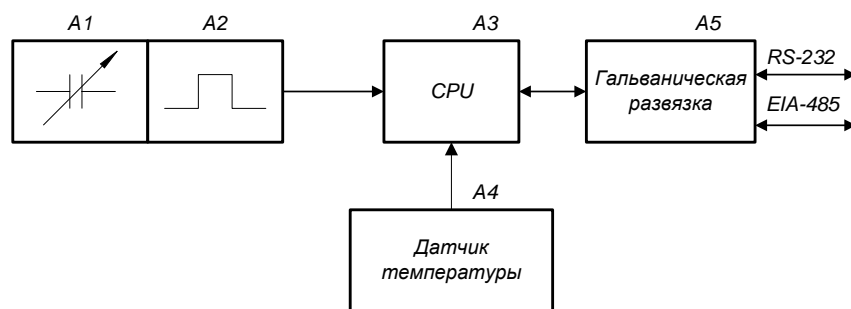 A1
A2
A3
A5
CPU
Гальваническая
развязка
RS-232
EIA-485
A4
Датчик
температуры